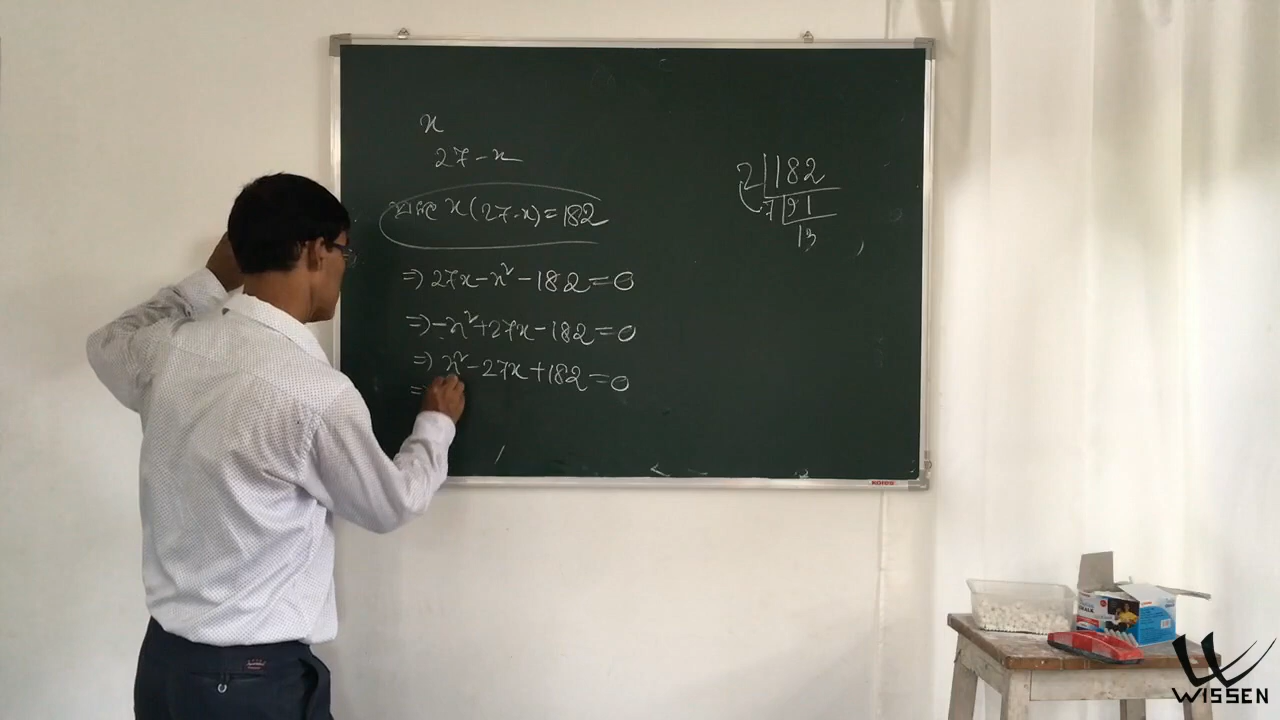 x
27-x
x(27-x)=182
⇒ 27x-x²-182=0
⇒ -x²+27x-182=0
⇒ x²-27x+182=0
⇒
2|182
7|91
13
KORES
WISSEN